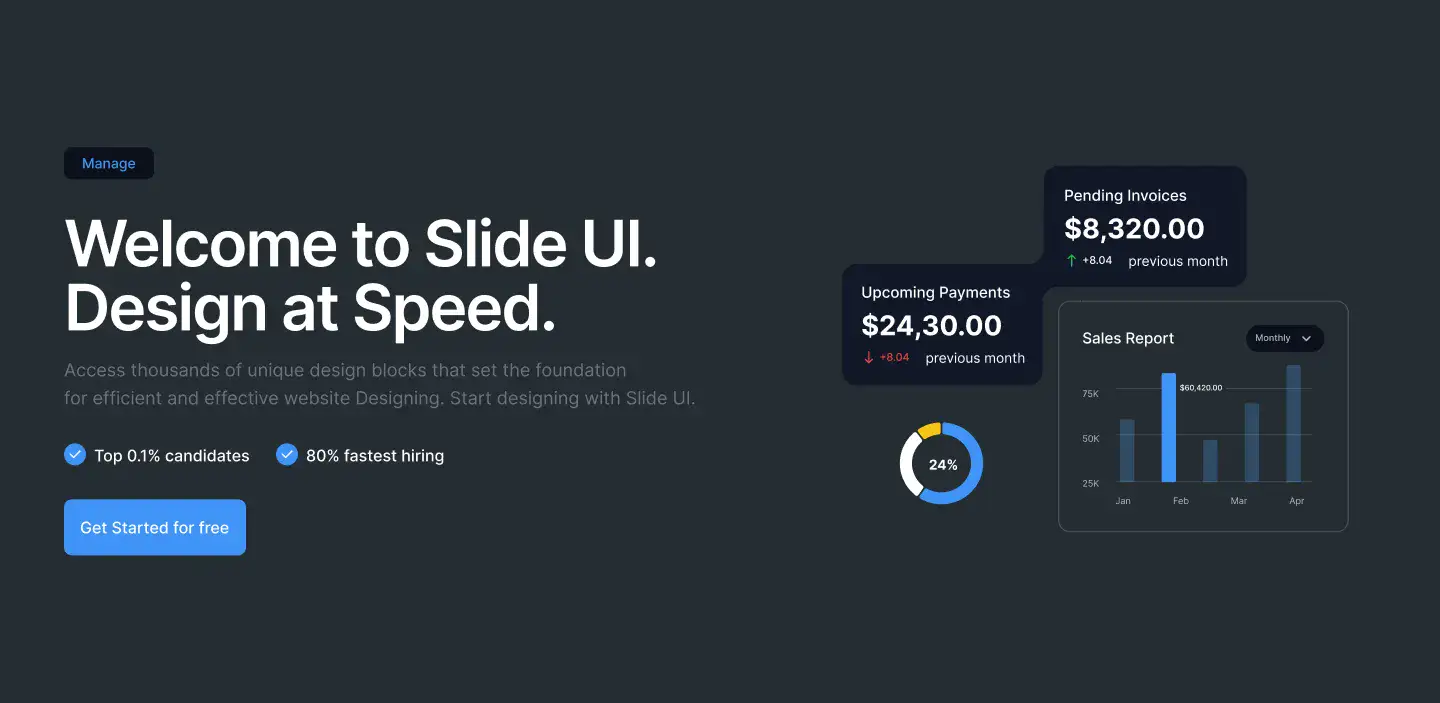 Manage
Welcome to Slide UI.
Design at Speed.
Access thousands of unique design blocks that set the foundation
for efficient and effective website Designing. Start designing with Slide UI.
Top 0.1% candidates
80% fastest hiring
Get Started for free
Pending Invoices
$8,320.00
+8.04 previous month
Upcoming Payments
$24,30.00
+8.04 previous month
24%
Sales Report
Monthly
75K
$60,420.00
50K
25K
Jan Feb Mar Apr